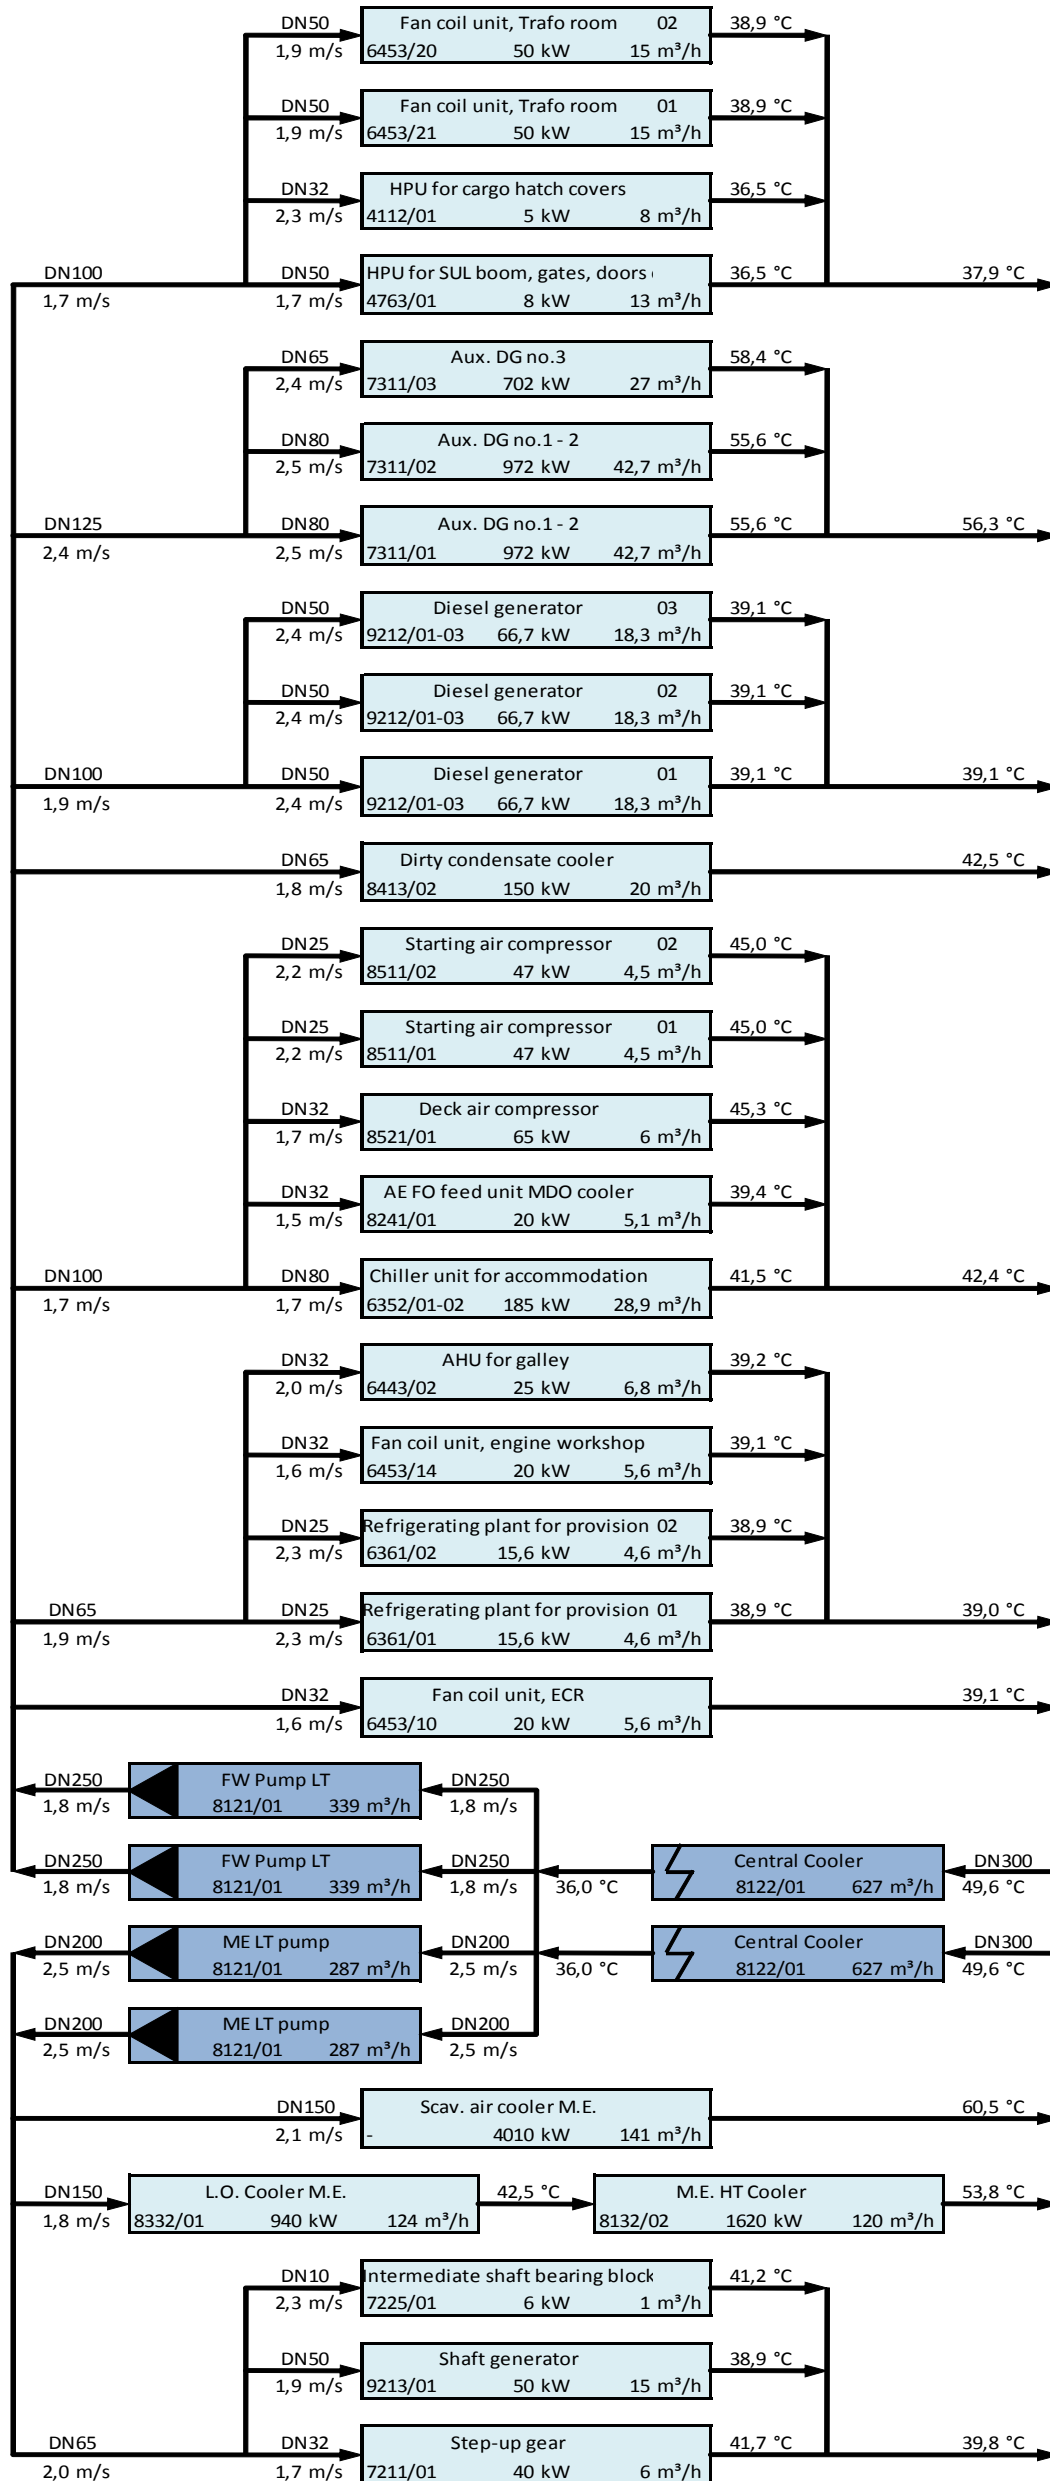 DN50 Fan coil unit, Trafo room 02 38,9 °C
1,9 m/s 6453/20 50 kW 15 m³/h
DN50 Fan coil unit, Trafo room 01 38,9 °C
1,9 m/s 6453/21 50 kW 15 m³/h
DN32 HPU for cargo hatch covers 36,5 °C
2,3 m/s 4112/01 5 kW 8 m³/h
DN100 DN50 HPU for SUL boom, gates, doors 36,5 °C 37,9 °C
1,7 m/s 1,7 m/s 4763/01 8 kW 13 m³/h
DN65 Aux. DG no.3 58,4 °C
2,4 m/s 7311/03 702 kW 27 m³/h
DN80 Aux. DG no.1 - 2 55,6 °C
2,5 m/s 7311/02 972 kW 42,7 m³/h
DN125 DN80 Aux. DG no.1 - 2 55,6 °C 56,3 °C
2,4 m/s 2,5 m/s 7311/01 972 kW 42,7 m³/h
DN50 Diesel generator 03 39,1 °C
2,4 m/s 9212/01-03 66,7 kW 18,3 m³/h
DN50 Diesel generator 02 39,1 °C
2,4 m/s 9212/01-03 66,7 kW 18,3 m³/h
DN100 DN50 Diesel generator 01 39,1 °C 39,1 °C
1,9 m/s 2,4 m/s 9212/01-03 66,7 kW 18,3 m³/h
DN65 Dirty condensate cooler 42,5 °C
1,8 m/s 8413/02 150 kW 20 m³/h
DN25 Starting air compressor 02 45,0 °C
2,2 m/s 8511/02 47 kW 4,5 m³/h
DN25 Starting air compressor 01 45,0 °C
2,2 m/s 8511/01 47 kW 4,5 m³/h
DN32 Deck air compressor 45,3 °C
1,7 m/s 8521/01 65 kW 6 m³/h
DN32 AE FO feed unit MDO cooler 39,4 °C
1,5 m/s 8241/01 20 kW 5,1 m³/h
DN100 DN80 Chiller unit for accommodation 41,5 °C 42,4 °C
1,7 m/s 1,7 m/s 6352/01-02 185 kW 28,9 m³/h
DN32 AHU for galley 39,2 °C
2,0 m/s 6443/02 25 kW 6,8 m³/h
DN32 Fan coil unit, engine workshop 39,1 °C
1,6 m/s 6453/14 20 kW 5,6 m³/h
DN25 Refrigerating plant for provision 02 38,9 °C
2,3 m/s 6361/02 15,6 kW 4,6 m³/h
DN65 DN25 Refrigerating plant for provision 01 38,9 °C 39,0 °C
1,9 m/s 2,3 m/s 6361/01 15,6 kW 4,6 m³/h
DN32 Fan coil unit, ECR 39,1 °C
1,6 m/s 6453/10 20 kW 5,6 m³/h
DN250 FW Pump LT DN250
1,8 m/s 8121/01 339 m³/h 1,8 m/s
DN250 FW Pump LT DN250 Central Cooler DN300
1,8 m/s 8121/01 339 m³/h 1,8 m/s 36,0 °C 8122/01 627 m³/h 49,6 °C
DN200 ME LT pump DN200 Central Cooler DN300
2,5 m/s 8121/01 287 m³/h 2,5 m/s 36,0 °C 8122/01 627 m³/h 49,6 °C
DN200 ME LT pump DN200
2,5 m/s 8121/01 287 m³/h 2,5 m/s
DN150 Scav. air cooler M.E. 60,5 °C
2,1 m/s - 4010 kW 141 m³/h
DN150 L.O. Cooler M.E. 42,5 °C M.E. HT Cooler 53,8 °C
1,8 m/s 8332/01 940 kW 124 m³/h 8132/02 1620 kW 120 m³/h
DN10 Intermediate shaft bearing block 41,2 °C
2,3 m/s 7225/01 6 kW 1 m³/h
DN50 Shaft generator 38,9 °C
1,9 m/s 9213/01 50 kW 15 m³/h
DN65 DN32 Step-up gear 41,7 °C 39,8 °C
2,0 m/s 1,7 m/s 7211/01 40 kW 6 m³/h